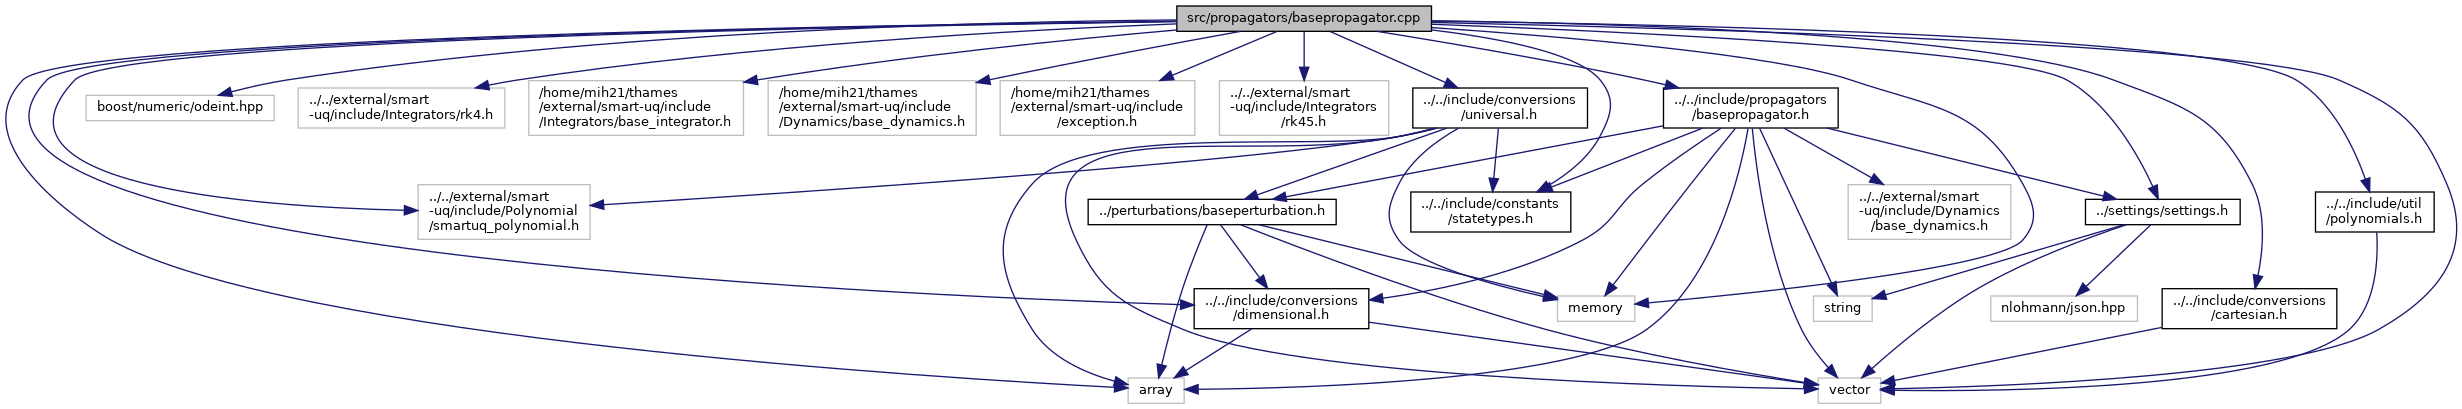 src/propagators/basepropagator.cpp
boost/numeric/odeint.hpp
../../external/smart
-uq/include/Integrators/rk4.h
/home/mih21/thames
/external/smart-uq/include
/Integrators/base_integrator.h
/home/mih21/thames
/external/smart-uq/include
/Dynamics/base_dynamics.h
/home/mih21/thames
/external/smart-uq/include
/exception.h
../../external/smart
-uq/include/Integrators
/rk45.h
../../include/conversions
/universal.h
../../include/propagators
/basepropagator.h
../../external/smart
-uq/include/Polynomial
/smartuq_polynomial.h
../perturbations/baseperturbation.h
../../include/constants
/statetypes.h
../../external/smart
-uq/include/Dynamics
/base_dynamics.h
../settings/settings.h
../../include/util
/polynomials.h
../../include/conversions
/dimensional.h
memory
string
nlohmann/json.hpp
../../include/conversions
/cartesian.h
array
vector